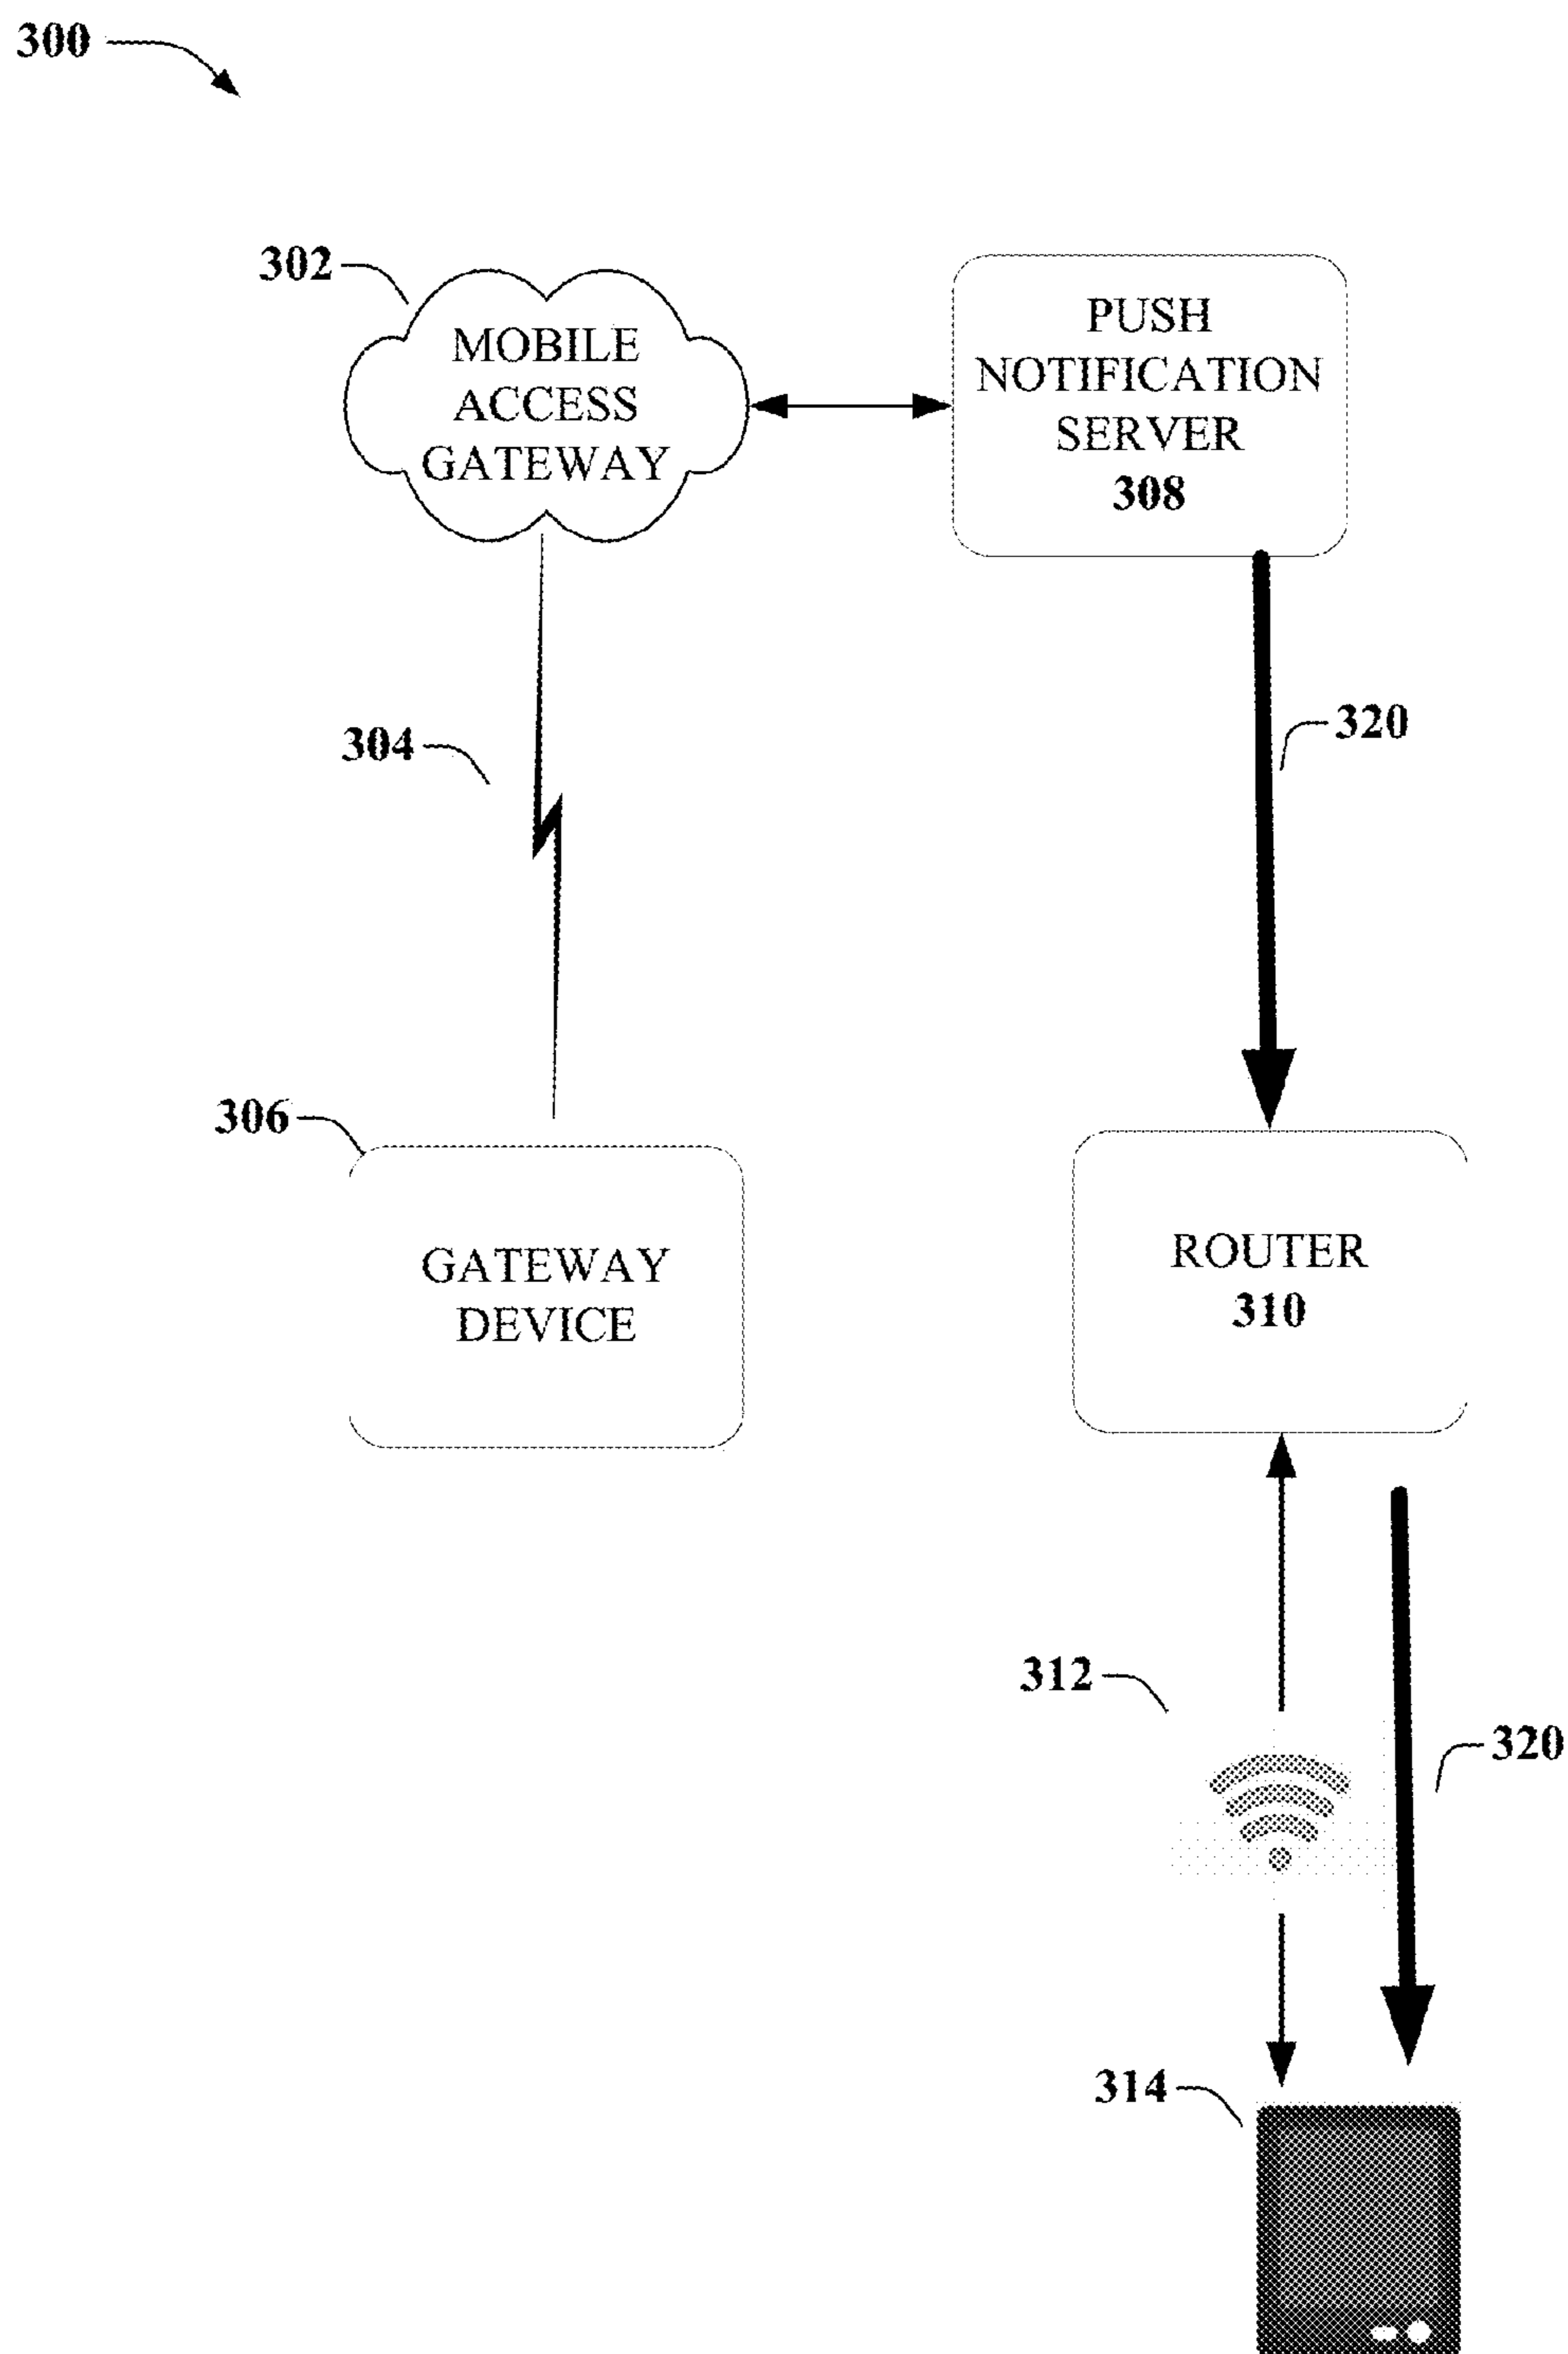 300
302
MOBILE
ACCESS
GATEWAY
PUSH
NOTIFICATION
SERVER
308
304
320
306
GATEWAY
DEVICE
ROUTER
310
312
320
314